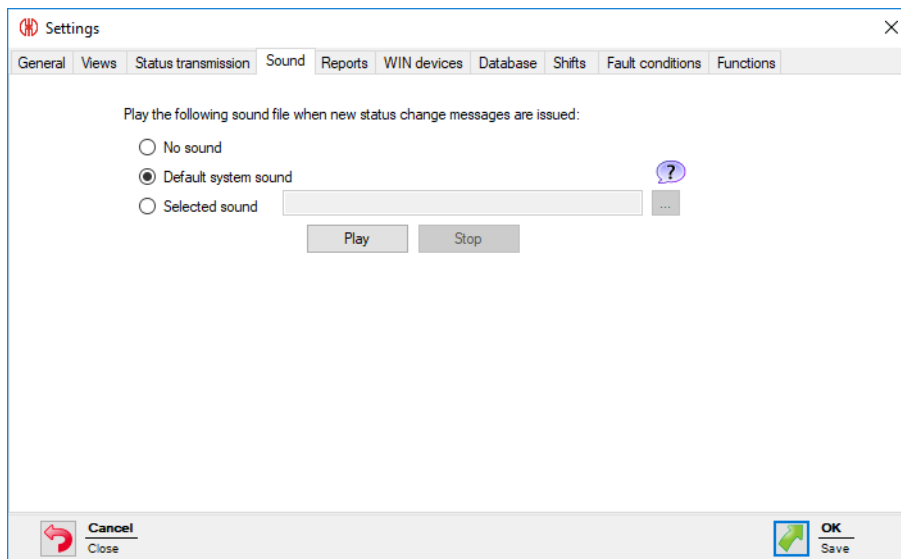 Settings
General Views Status transmission Sound Reports WIN devices Database Shifts Fault conditions Functions
Play the following sound file when new status change messages are issued:
No sound
Default system sound
?
Selected sound
...
Play Stop
Cancel
Close
OK
Save